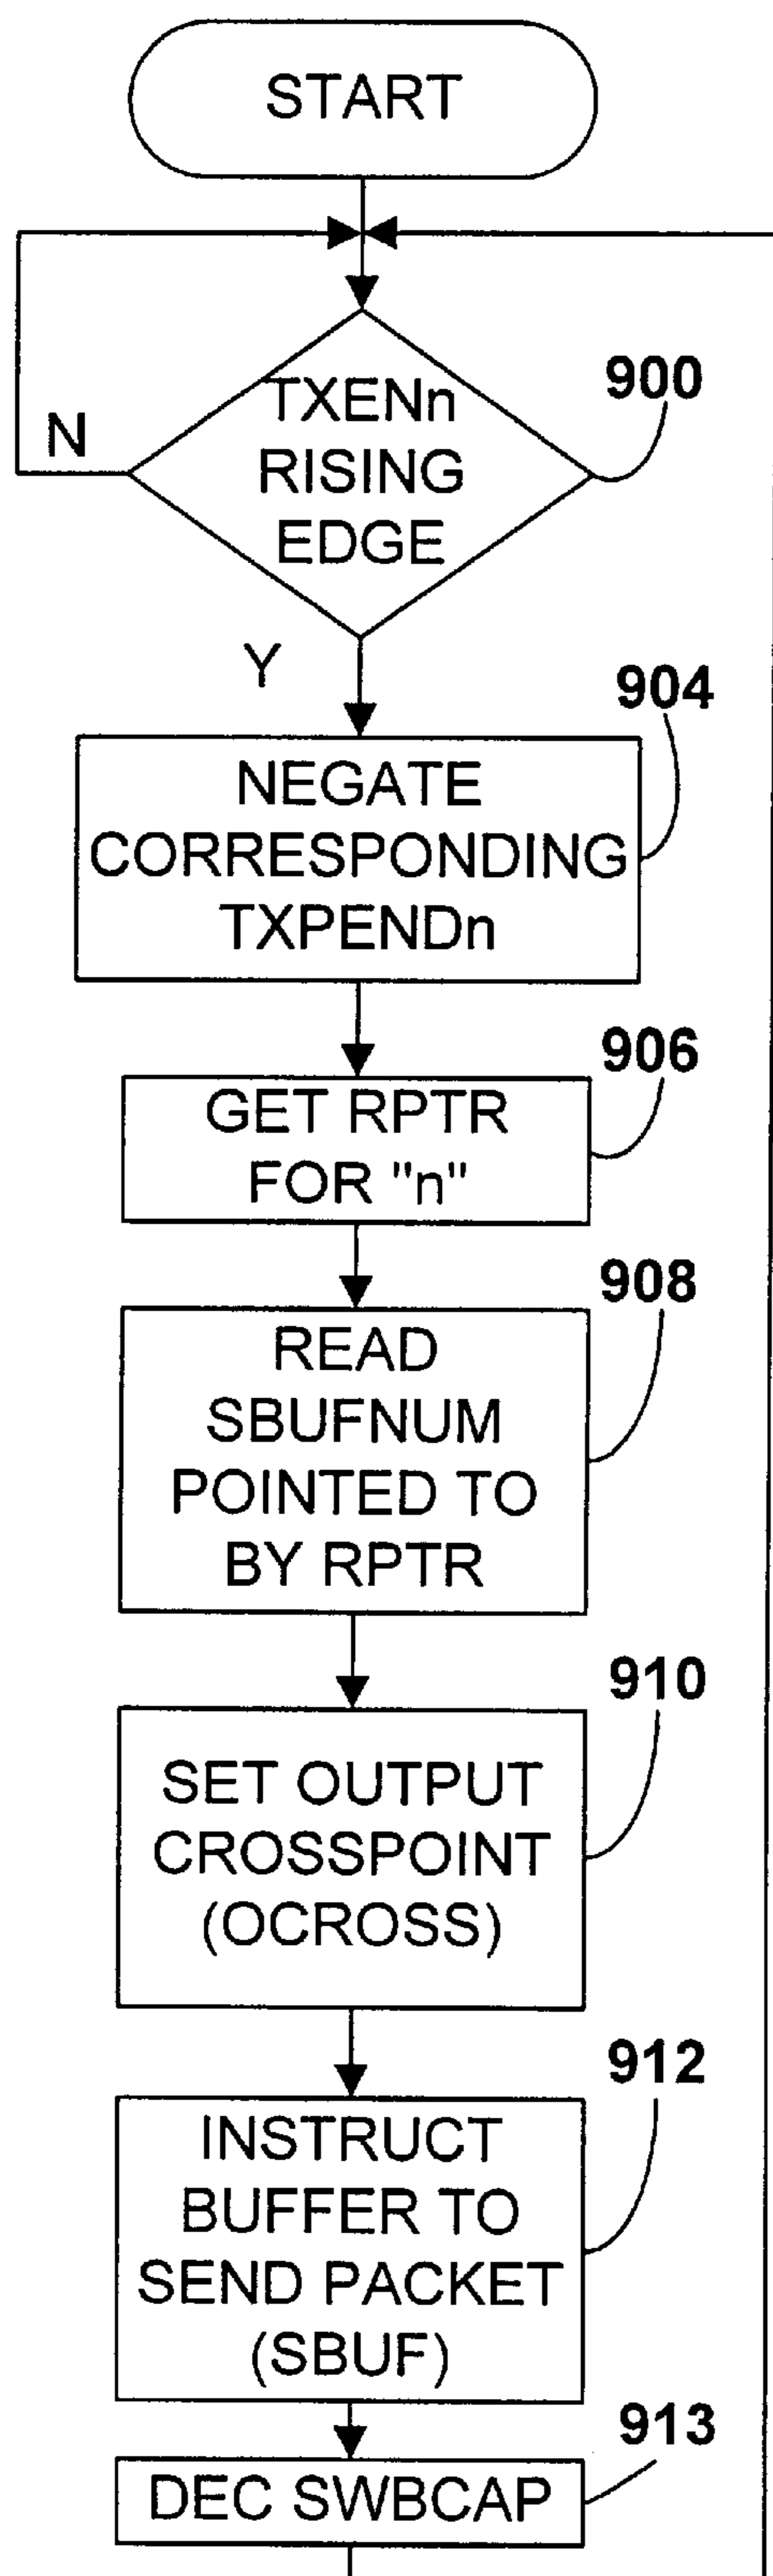 START
TXENn
RISING
EDGE
900
N
Y
904
NEGATE
CORRESPONDING
TXPENDn
906
GET RPTR
FOR "n"
908
READ
SBUFNUM
POINTED TO
BY RPTR
910
SET OUTPUT
CROSSPOINT
(OCROSS)
912
INSTRUCT
BUFFER TO
SEND PACKET
(SBUF)
913
DEC SWBCAP